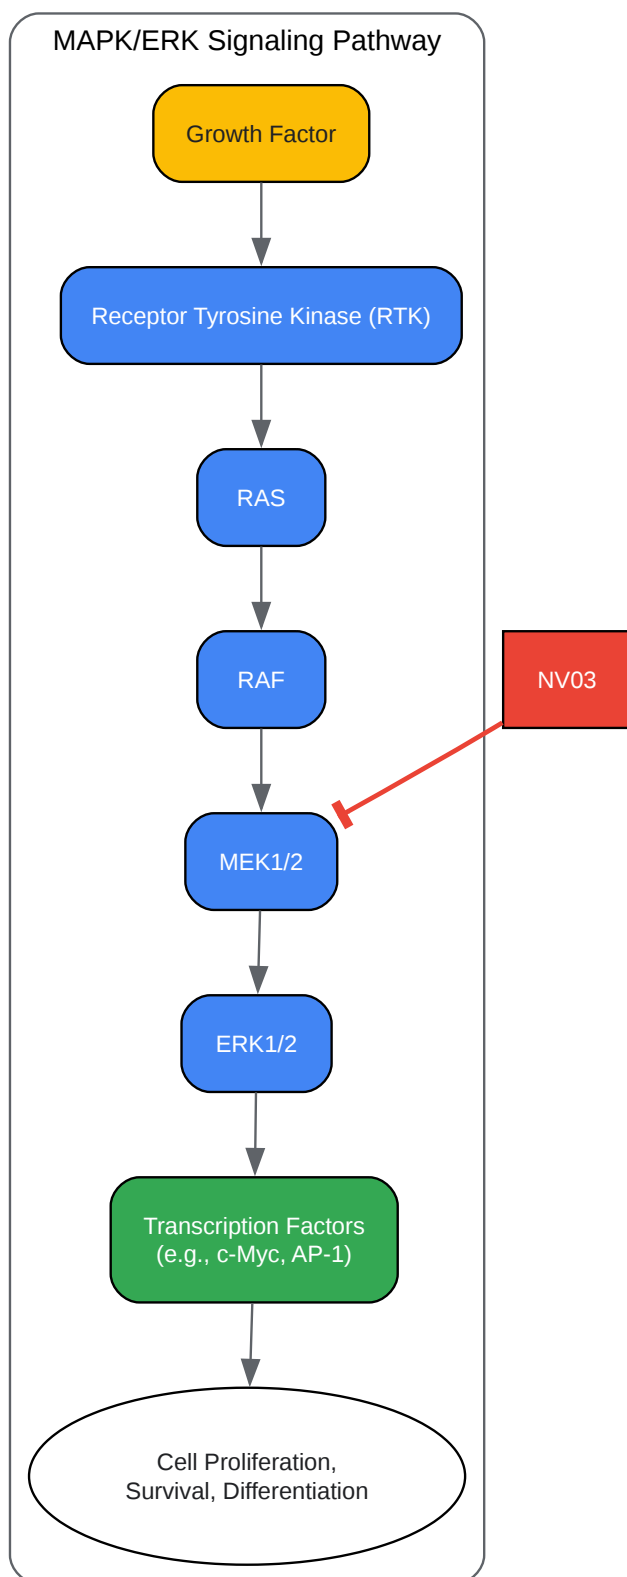 MAPK/ERK Signaling Pathway
Growth Factor
Receptor Tyrosine Kinase (RTK)
RAS
RAF
NV03
MEK1/2
ERK1/2
Transcription Factors
(e.g., c-Myc, AP-1)
Cell Proliferation,
Survival, Differentiation